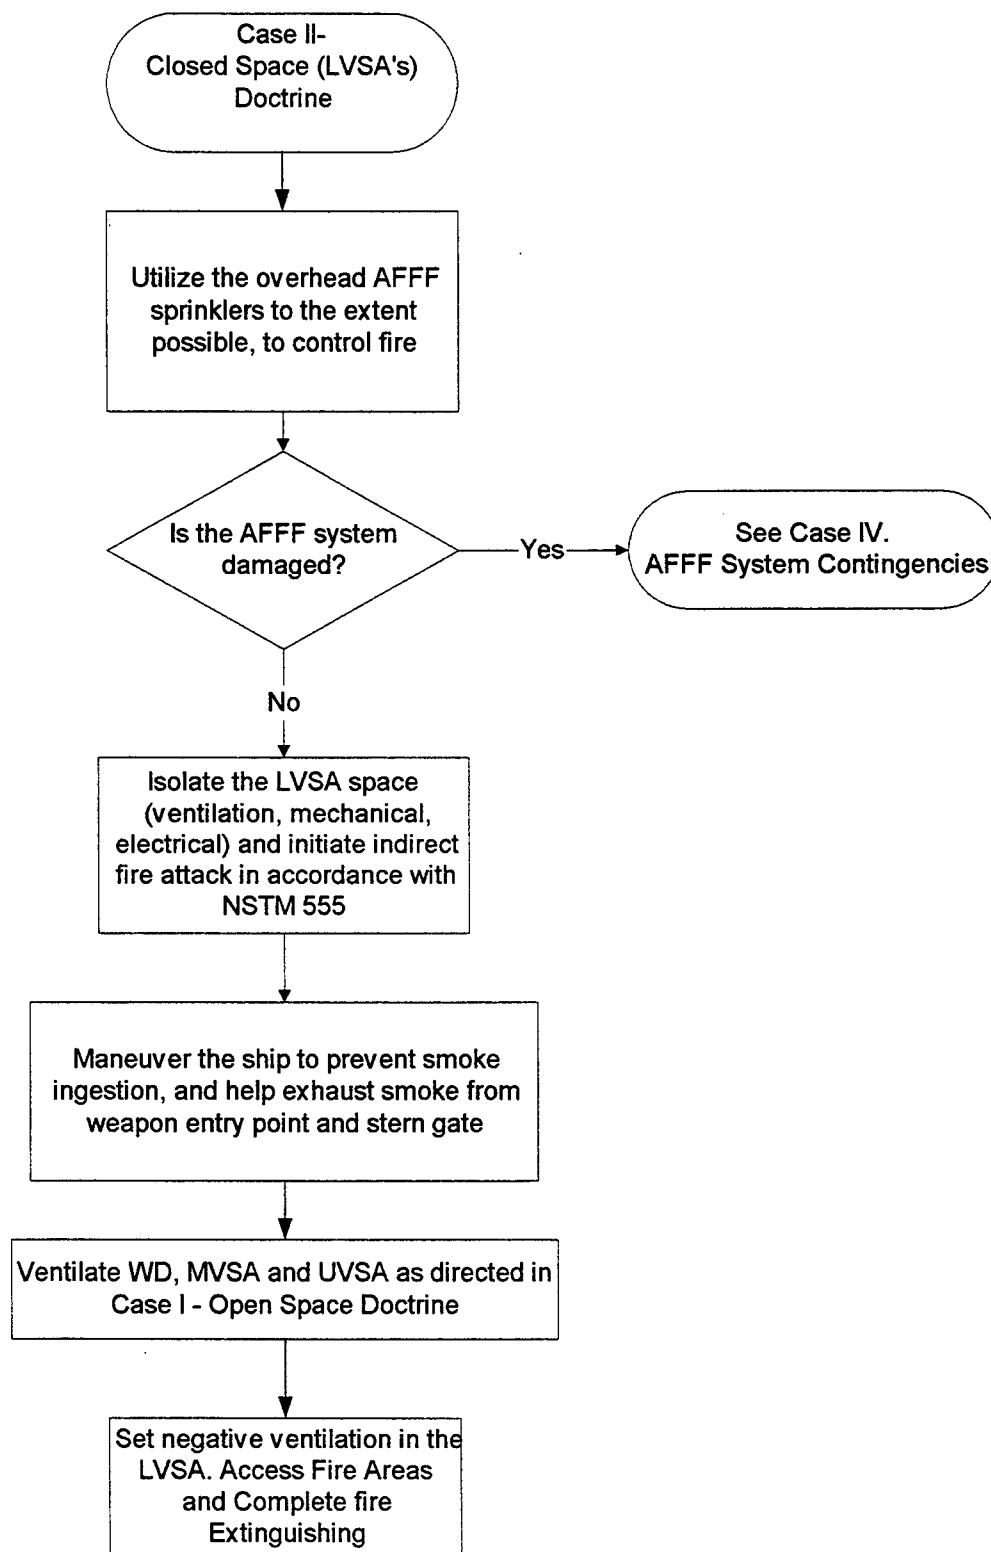 Case II-
Closed Space (LVSA's)
Doctrine
Utilize the overhead AFFF
sprinklers to the extent
possible, to control fire
Is the AFFF system
damaged?
Yes
See Case IV.
AFFF System Contingencies
No
Isolate the LVSA space
(ventilation, mechanical,
electrical) and initiate indirect
fire attack in accordance with
NSTM 555
Maneuver the ship to prevent smoke
ingestion, and help exhaust smoke from
weapon entry point and stern gate
Ventilate WD, MVSA and UVSA as directed in
Case I - Open Space Doctrine
Set negative ventilation in the
LVSA. Access Fire Areas
and Complete fire
Extinguishing